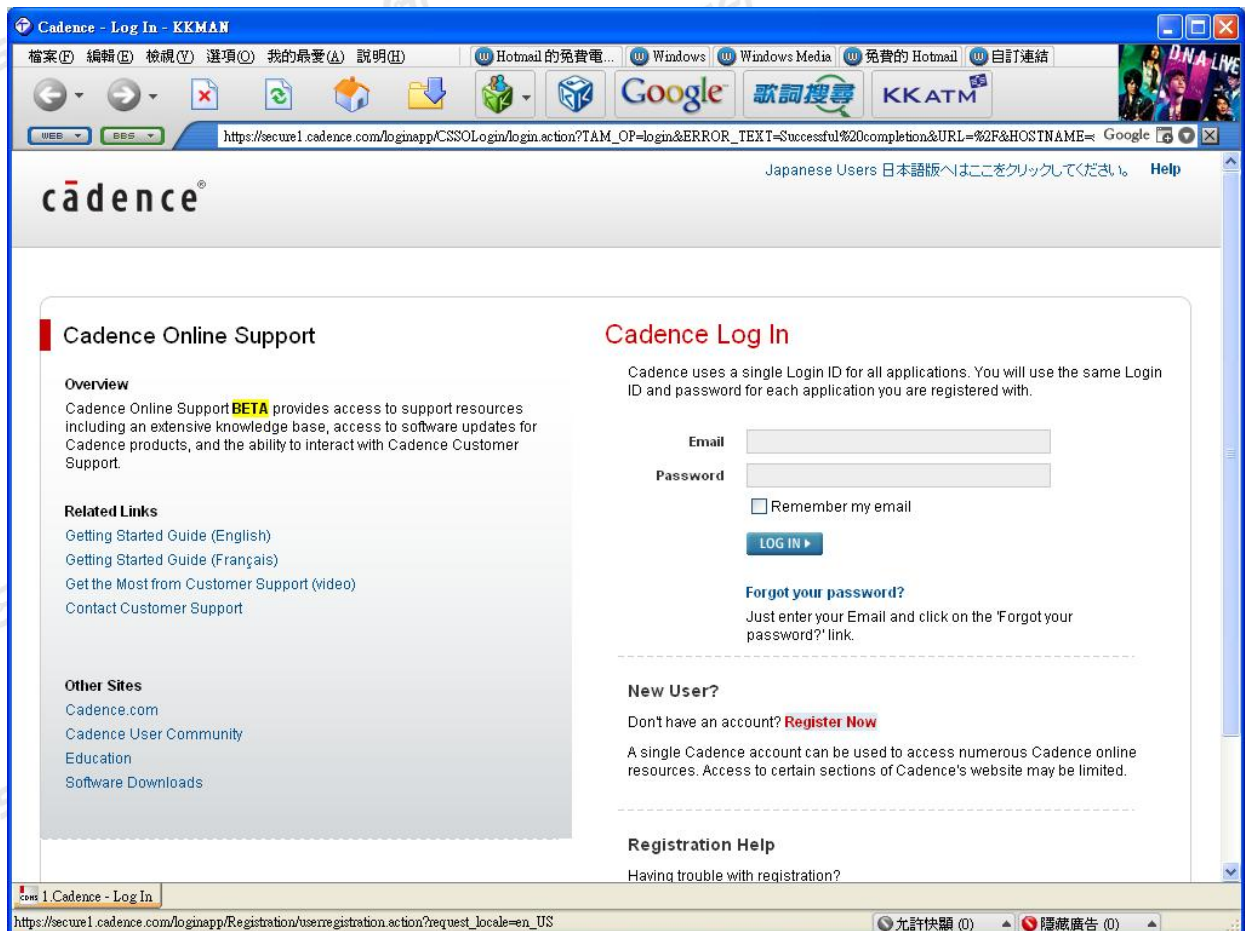 Cadence - Log In - KKMAN
檔案(F) 編輯(E) 檢視(V) 選項(O) 我的最愛(A) 說明(H)
Hotmail 的免費電... Windows Windows Media 免費的 Hotmail 自訂連結
Google 歌詞搜尋 KKATM
DNA LIVE
WEB BBS https://secure1.cadence.com/loginapp/CSSOLogin/login.action?TAM_OP=login&ERROR_TEXT=Successful%20completion&URL=%2F&HOSTNAME= Google
Japanese Users 日本語版へはここをクリックしてください。 Help
cādence®
Cadence Online Support
Overview
Cadence Online Support BETA provides access to support resources
including an extensive knowledge base, access to software updates for
Cadence products, and the ability to interact with Cadence Customer
Support.
Related Links
Getting Started Guide (English)
Getting Started Guide (Français)
Get the Most from Customer Support (video)
Contact Customer Support
Other Sites
Cadence.com
Cadence User Community
Education
Software Downloads
Cadence Log In
Cadence uses a single Login ID for all applications. You will use the same Login
ID and password for each application you are registered with.
Email
Password
Remember my email
LOG IN
Forgot your password?
Just enter your Email and click on the 'Forgot your
password?' link.
New User?
Don't have an account? Register Now
A single Cadence account can be used to access numerous Cadence online
resources. Access to certain sections of Cadence's website may be limited.
Registration Help
Having trouble with registration?
1.Cadence - Log In
https://secure1.cadence.com/loginapp/Registration/userregistration.action?request_locale=en_US 允許快顯 (0) 隱藏廣告 (0)